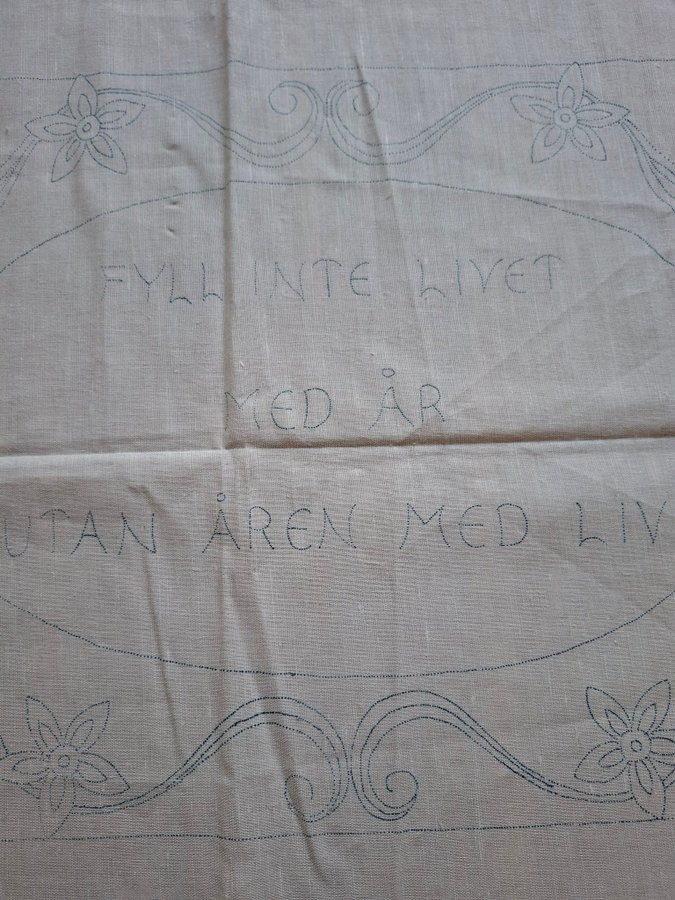 FYLL INTE LIVET
MED ÅR
UTAN ÅREN MED LIV